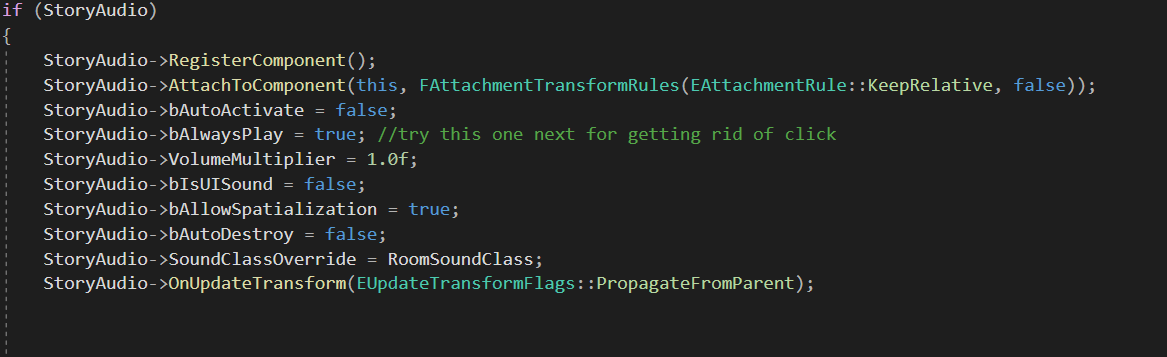 if (StoryAudio)
{
StoryAudio->RegisterComponent();
StoryAudio->AttachToComponent(this, FAttachmentTransformRules(EAttachmentRule::KeepRelative, false));
StoryAudio->bAutoActivate = false;
StoryAudio->bAlwaysPlay = true; //try this one next for getting rid of click
StoryAudio->VolumeMultiplier = 1.0f;
StoryAudio->bIsUISound = false;
StoryAudio->bAllowSpatialization = true;
StoryAudio->bAutoDestroy = false;
StoryAudio->SoundClassOverride = RoomSoundClass;
StoryAudio->OnUpdateTransform(EUpdateTransformFlags::PropagateFromParent);